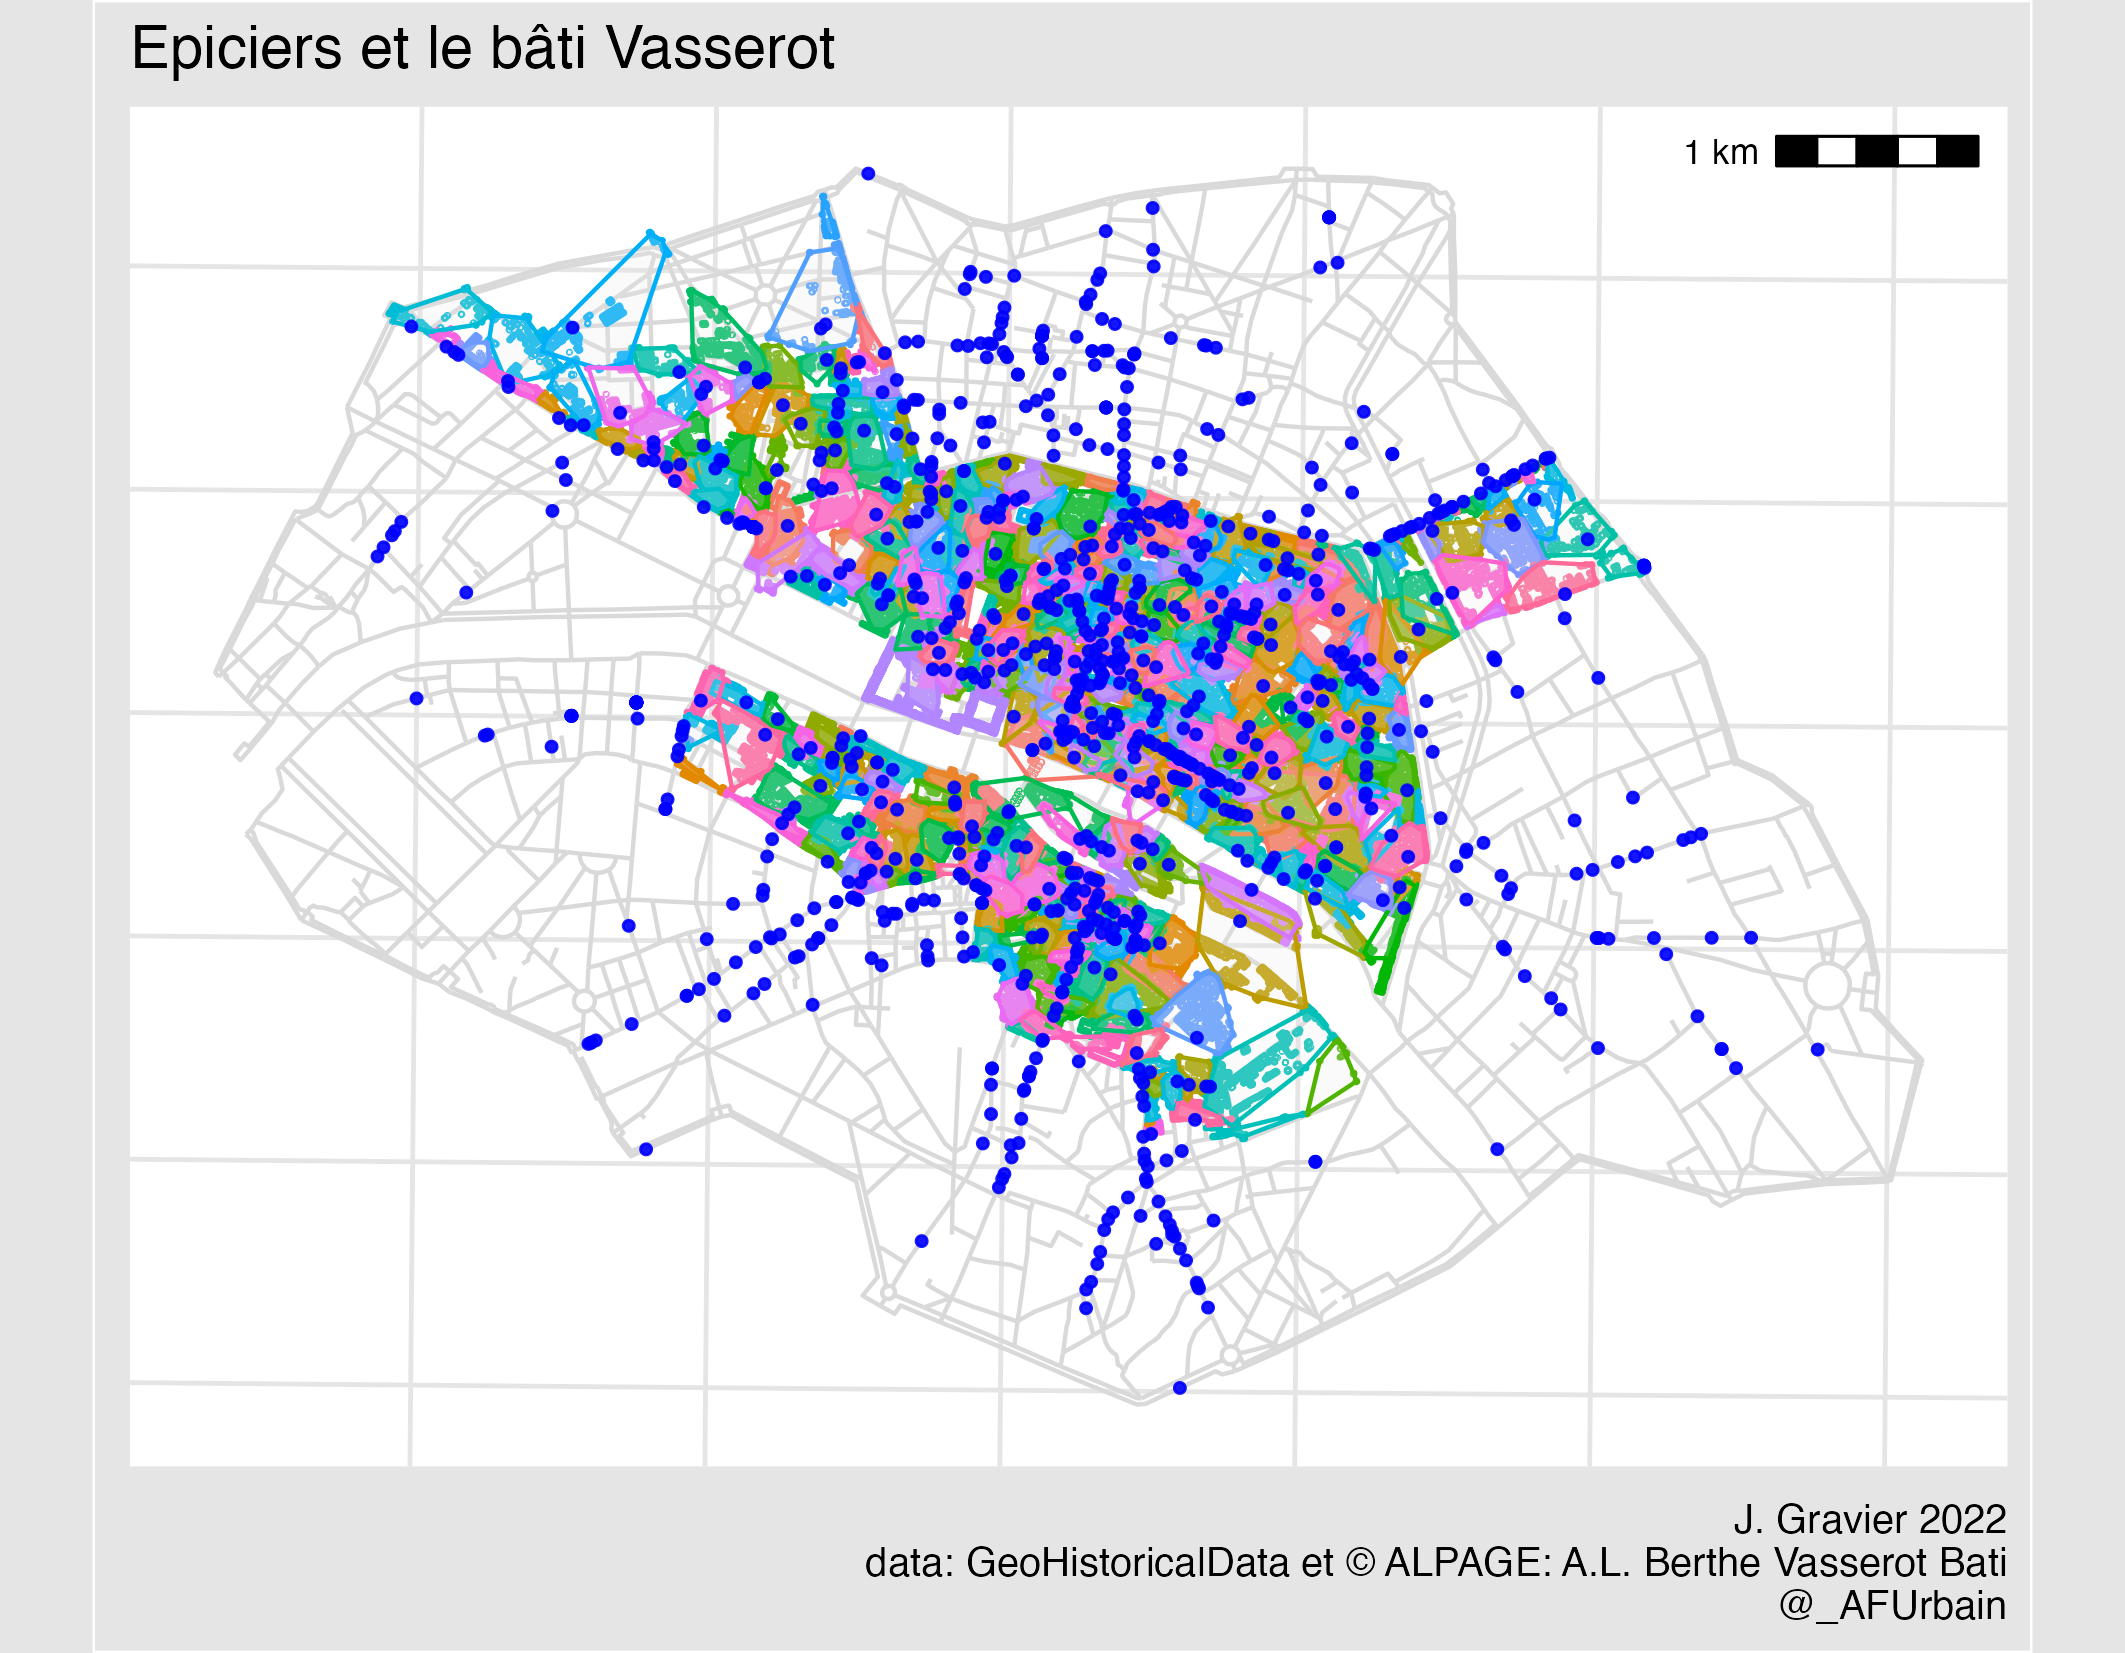 Epiciers et le bâti Vasserot
1 km
J. Gravier 2022
data: GeoHistoricalData et © ALPAGE: A.L. Berthe Vasserot Bati
@_AFUrbain